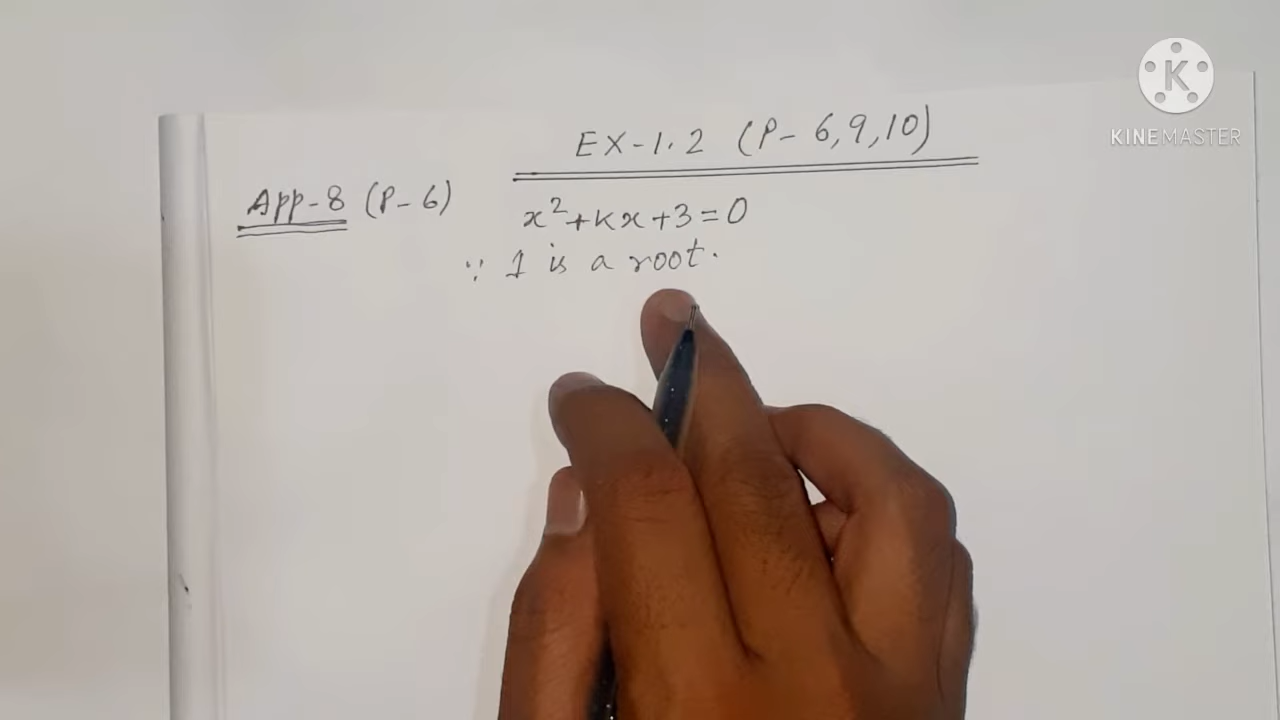 EX-1.2 (P-6,9,10)
App-8 (P-6)
x²+kx+3=0
∵ 1 is a root.
K
KINEMASTER